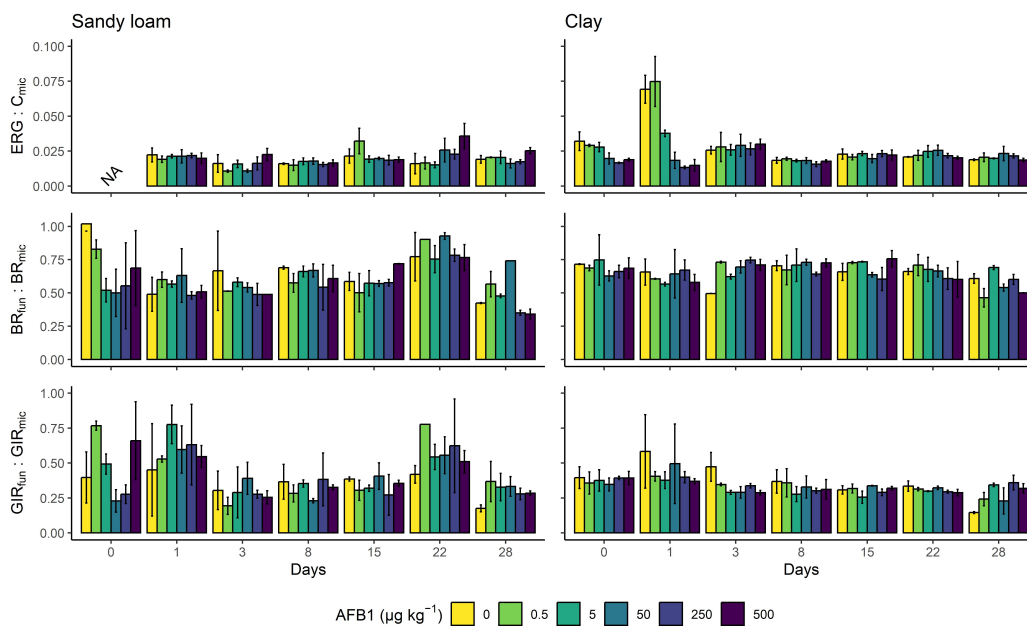 Sandy loam
Clay
ERG : Cmic
0.100
0.075
0.050
0.025
0.000
NA
BRfun : BRmic
1.00
0.75
0.50
0.25
0.00
GIRfun : GIRmic
1.00
0.75
0.50
0.25
0.00
0 1 3 8 15 22 28
0 1 3 8 15 22 28
Days
Days
AFB1 (µg kg⁻¹) 0 0.5 5 50 250 500